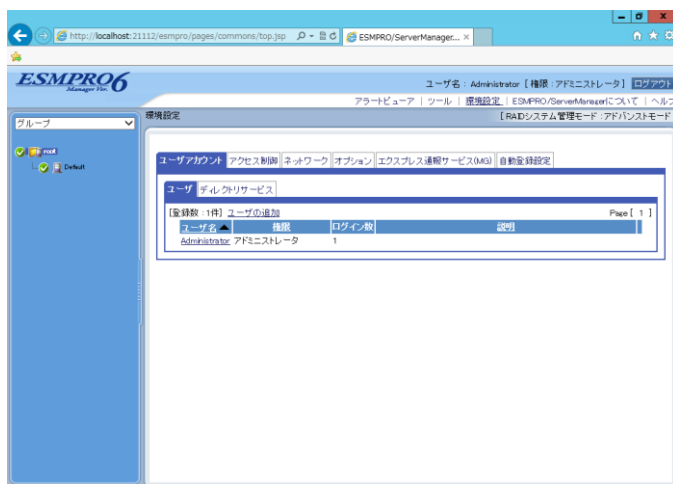 http://localhost:21112/esmpro/pages/commons/top.jsp
ESMPRO/ServerManager... ×
ESMPRO6
Manager Ver.
ユーザ名 : Administrator [ 権限 : アドミニストレータ ] ログアウト
アラートビューア | ツール | 環境設定 | ESMPRO/ServerManagerについて | ヘルプ
グループ
環境設定
[ RAIDシステム管理モード : アドバンストモード
root
Default
ユーザアカウント アクセス制御 ネットワーク オプション エクスプレス通報サービス(MG) 自動登録設定
ユーザ ディレクトリサービス
[登録数 : 1件] ユーザの追加
Page [ 1 ]
ユーザ名 ▲ 権限 ログイン数 説明
Administrator アドミニストレータ 1